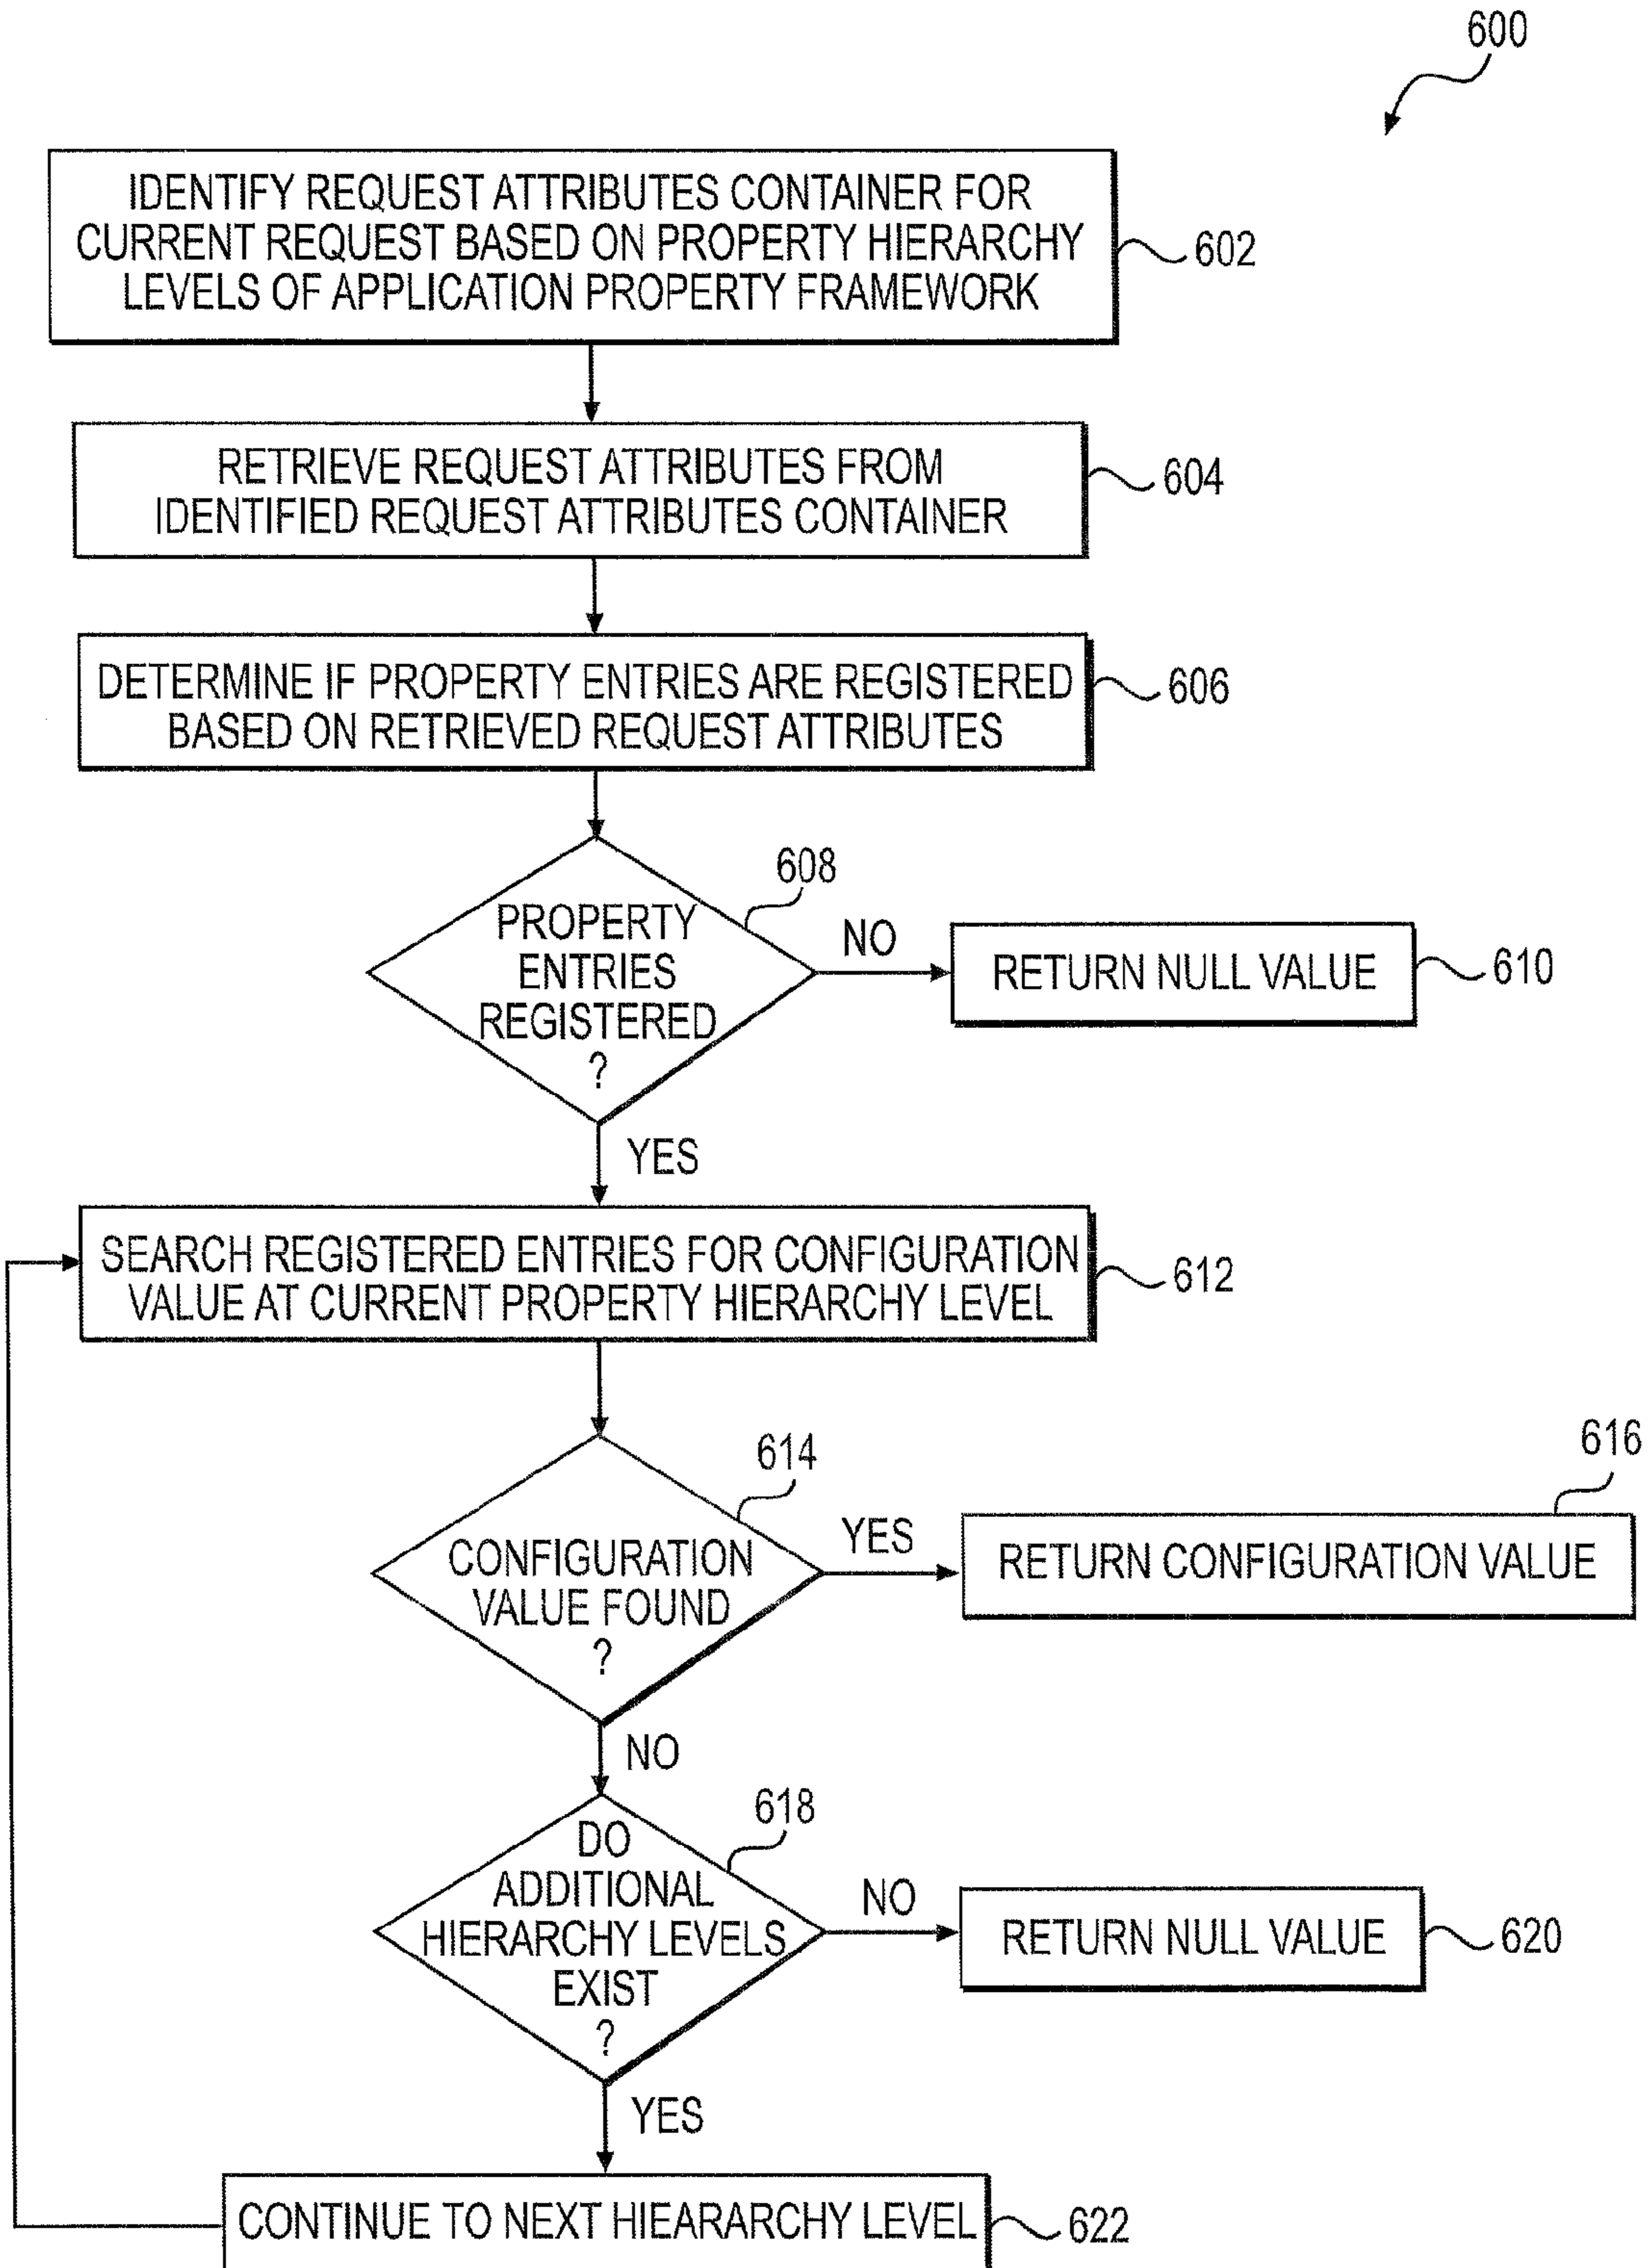 600
IDENTIFY REQUEST ATTRIBUTES CONTAINER FOR
CURRENT REQUEST BASED ON PROPERTY HIERARCHY
LEVELS OF APPLICATION PROPERTY FRAMEWORK
602
RETRIEVE REQUEST ATTRIBUTES FROM
IDENTIFIED REQUEST ATTRIBUTES CONTAINER
604
DETERMINE IF PROPERTY ENTRIES ARE REGISTERED
BASED ON RETRIEVED REQUEST ATTRIBUTES
606
608
PROPERTY
ENTRIES
REGISTERED
?
NO
RETURN NULL VALUE
610
YES
SEARCH REGISTERED ENTRIES FOR CONFIGURATION
VALUE AT CURRENT PROPERTY HIERARCHY LEVEL
612
614
CONFIGURATION
VALUE FOUND
?
YES
616
RETURN CONFIGURATION VALUE
NO
618
DO
ADDITIONAL
HIERARCHY LEVELS
EXIST
?
NO
RETURN NULL VALUE
620
YES
CONTINUE TO NEXT HIEARARCHY LEVEL
622